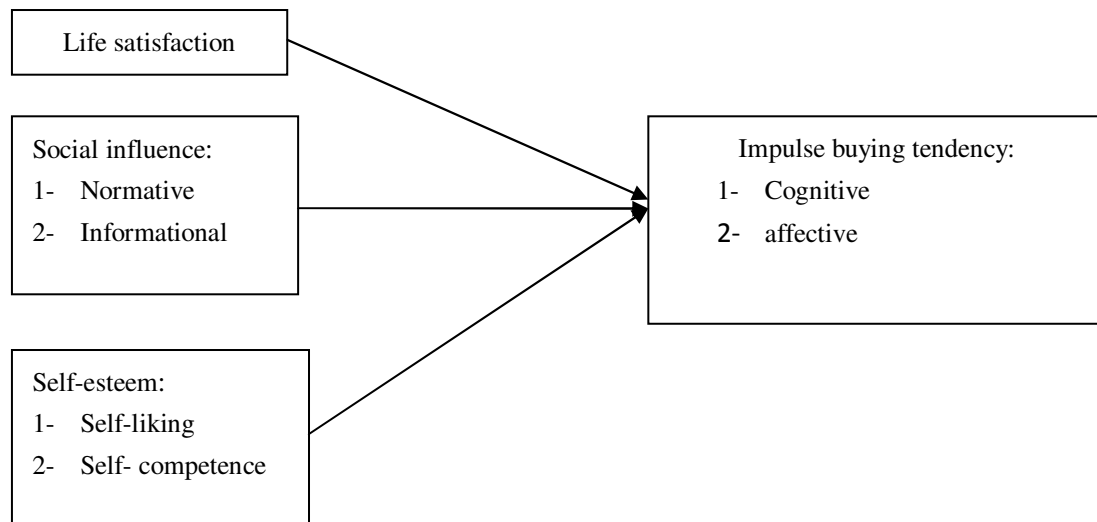 Life satisfaction
Social influence:
1- Normative
2- Informational
Self-esteem:
1- Self-liking
2- Self- competence
Impulse buying tendency:
1- Cognitive
2- affective